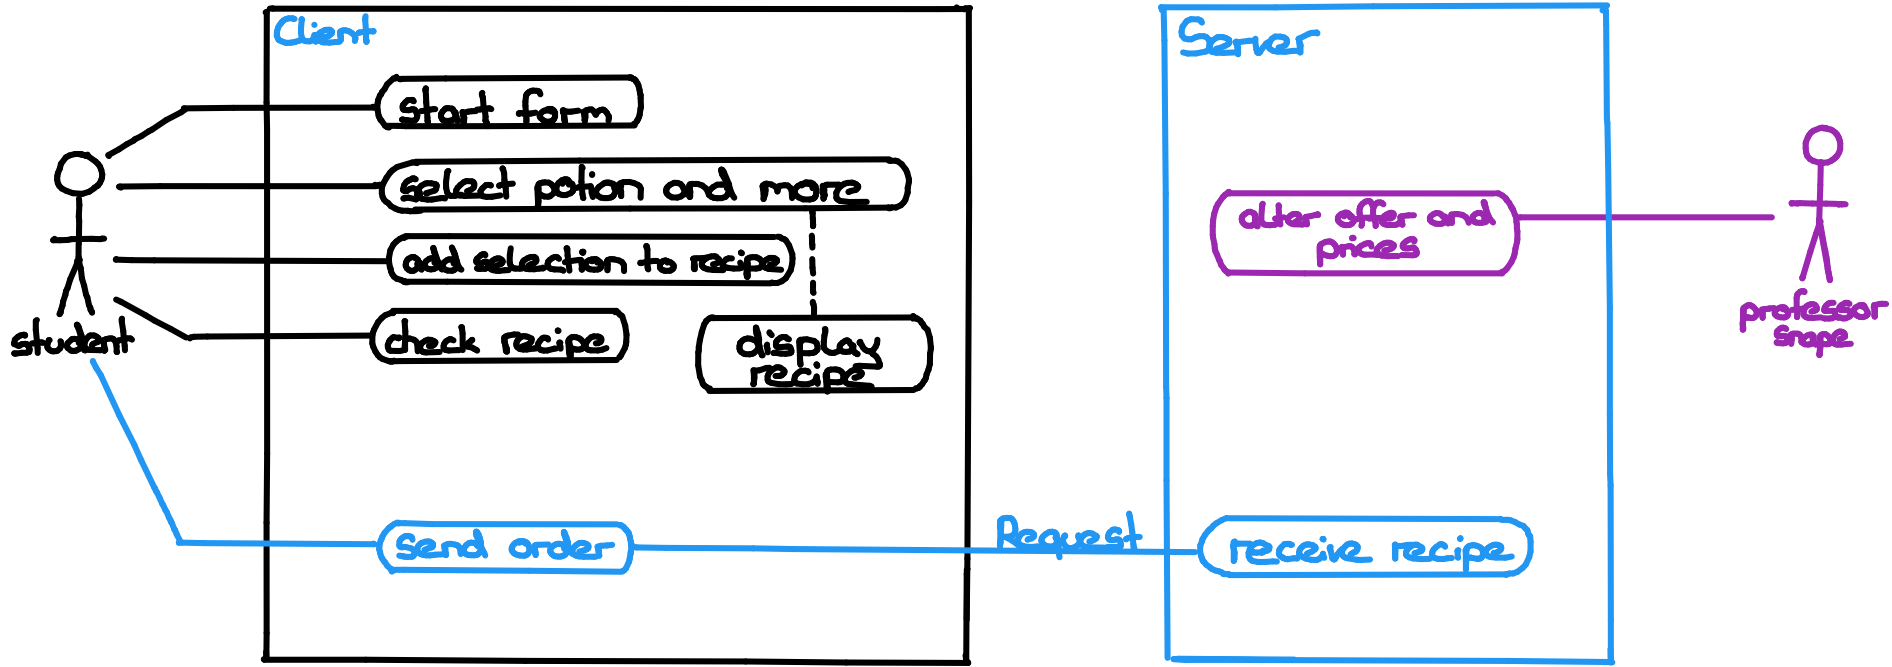 Client
Server
start form
select potion and more
add selection to recipe
check recipe
display
recipe
student
alter offer and
prices
professor
snape
Request
send order
receive recipe